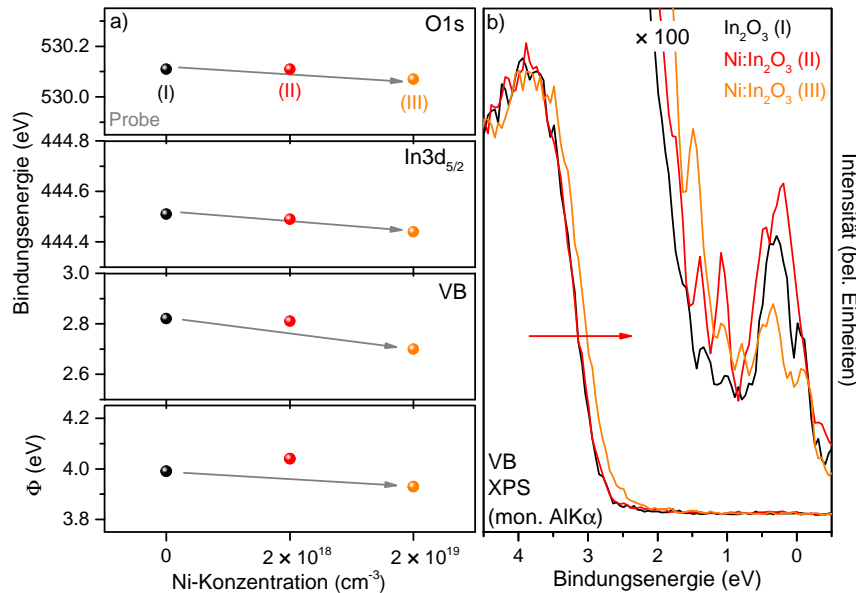 a)
O1s
530.1
530.0
(I)
(II)
(III)
Probe
In3d5/2
444.8
444.6
444.4
VB
3.0
2.8
2.6
2.5
4.2
4.0
3.8
Bindungsenergie (eV)
Φ (eV)
0
2 × 10^18
2 × 10^19
Ni-Konzentration (cm^-3)
b)
× 100
In2O3 (I)
Ni:In2O3 (II)
Ni:In2O3 (III)
VB
XPS
(mon. AlKα)
4
3
2
1
0
Bindungsenergie (eV)
Intensität (bel. Einheiten)